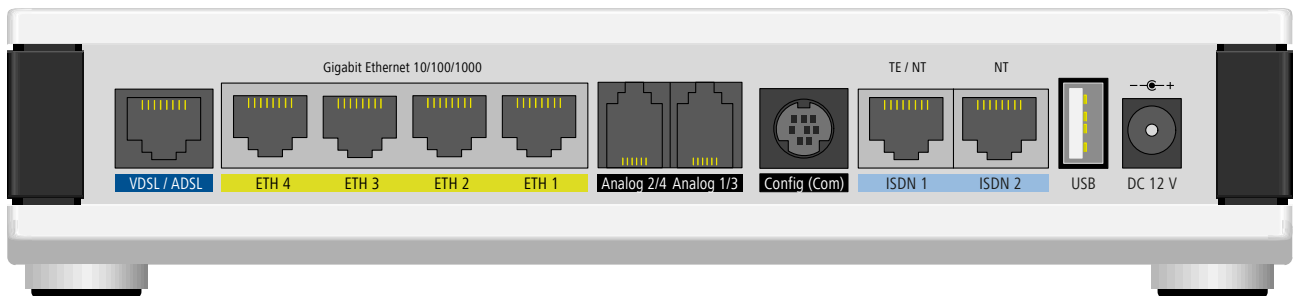 Gigabit Ethernet 10/100/1000
TE / NT
NT
- +
VDSL / ADSL
ETH 4
ETH 3
ETH 2
ETH 1
Analog 2/4
Analog 1/3
Config (Com)
ISDN 1
ISDN 2
USB
DC 12 V